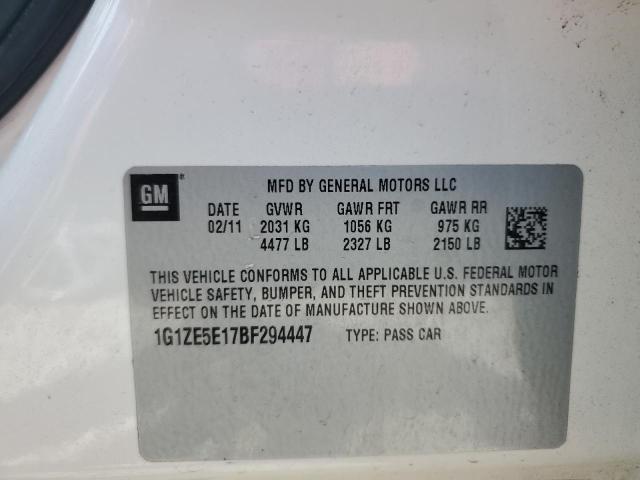 GM
MFD BY GENERAL MOTORS LLC
DATE GVWR GAWR FRT GAWR RR
02/11 2031 KG 1056 KG 975 KG
4477 LB 2327 LB 2150 LB
THIS VEHICLE CONFORMS TO ALL APPLICABLE U.S. FEDERAL MOTOR
VEHICLE SAFETY, BUMPER, AND THEFT PREVENTION STANDARDS IN
EFFECT ON THE DATE OF MANUFACTURE SHOWN ABOVE.
1G1ZE5E17BF294447 TYPE: PASS CAR